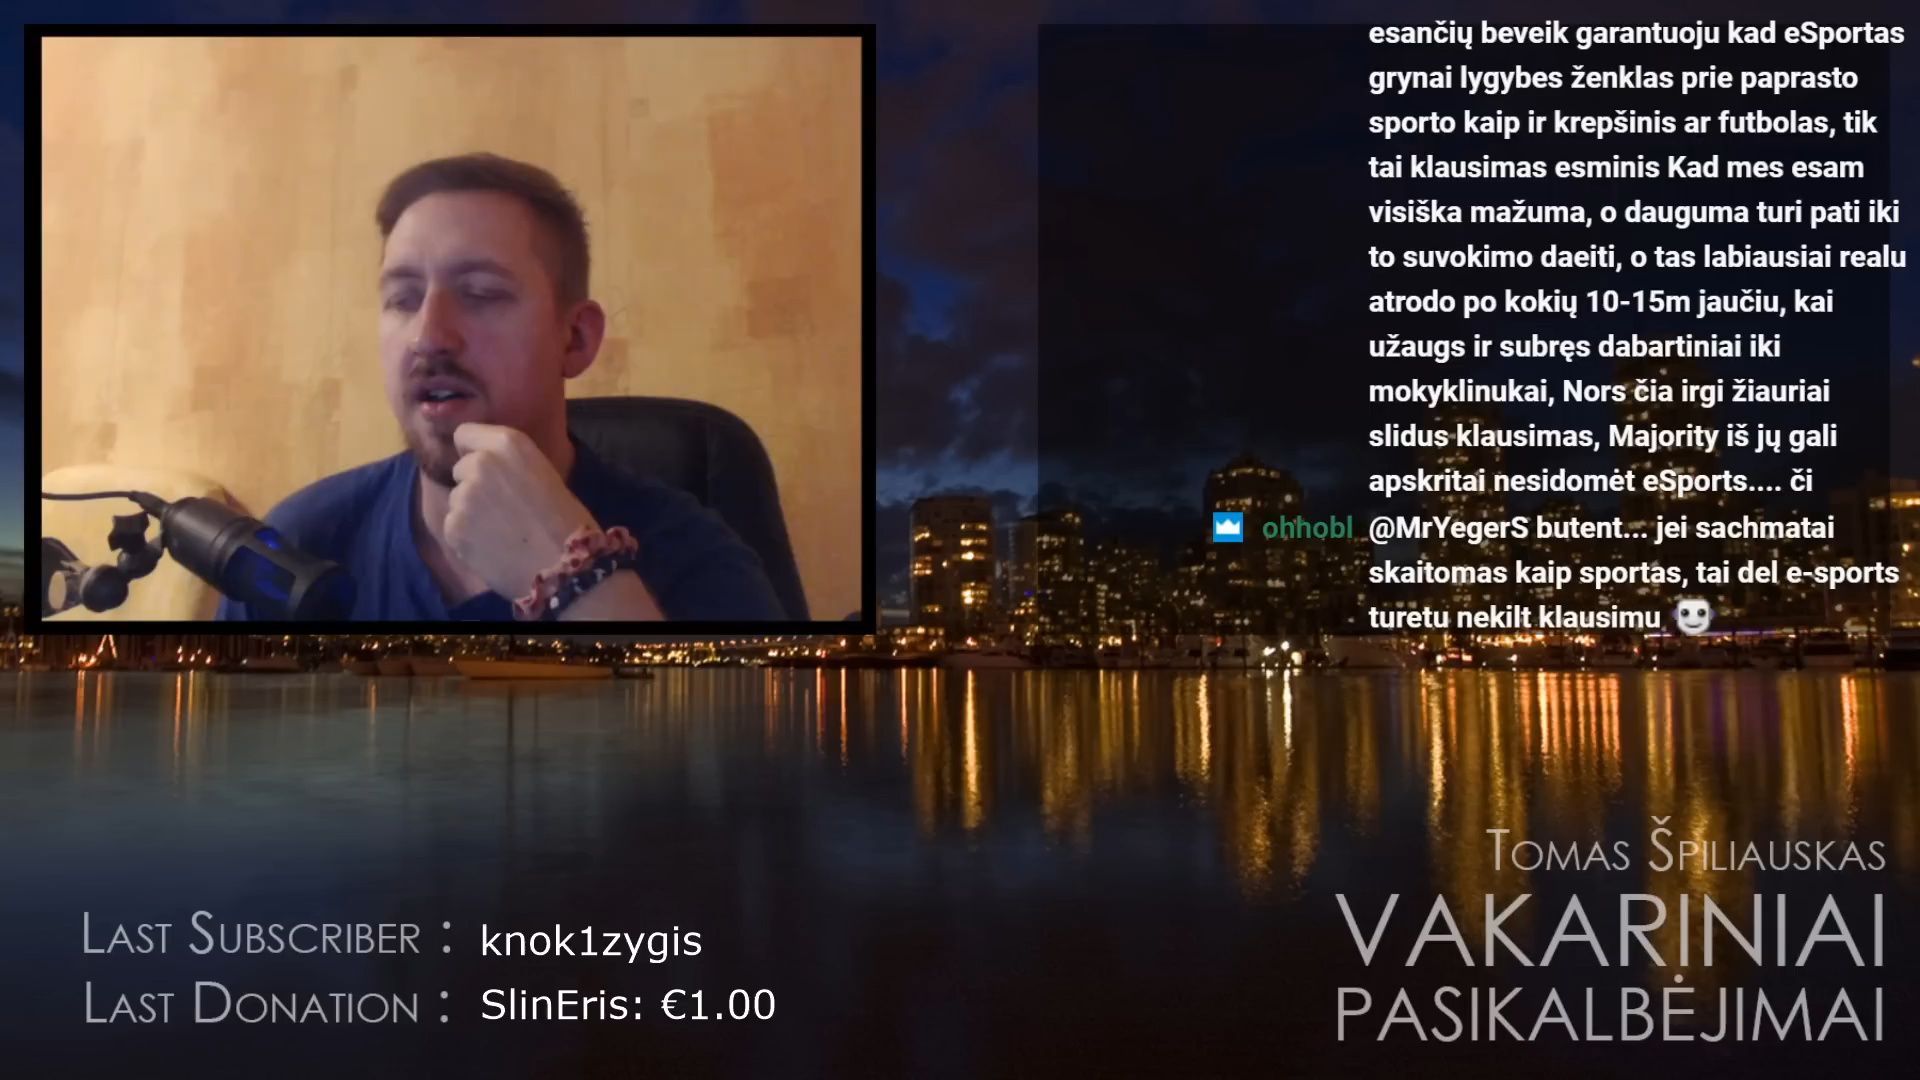 esančių beveik garantuoju kad eSportas
grynai lygybes ženklas prie paprasto
sporto kaip ir krepšinis ar futbolas, tik
tai klausimas esminis Kad mes esam
visiška mažuma, o dauguma turi pati iki
to suvokimo daeiti, o tas labiausiai realu
atrodo po kokių 10-15m jaučiu, kai
užaugs ir subręs dabartiniai iki
mokyklinukai, Nors čia irgi žiauriai
slidus klausimas, Majority iš jų gali
apskritai nesidomėt eSports.... či
ohhobl @MrYegerS butent... jei sachmatai
skaitomas kaip sportas, tai del e-sports
turetu nekilt klausimu
Tomas Špiliauskas
VAKARINIAI
PASIKALBĖJIMAI
Last Subscriber : knok1zygis
Last Donation : SlinEris: €1.00